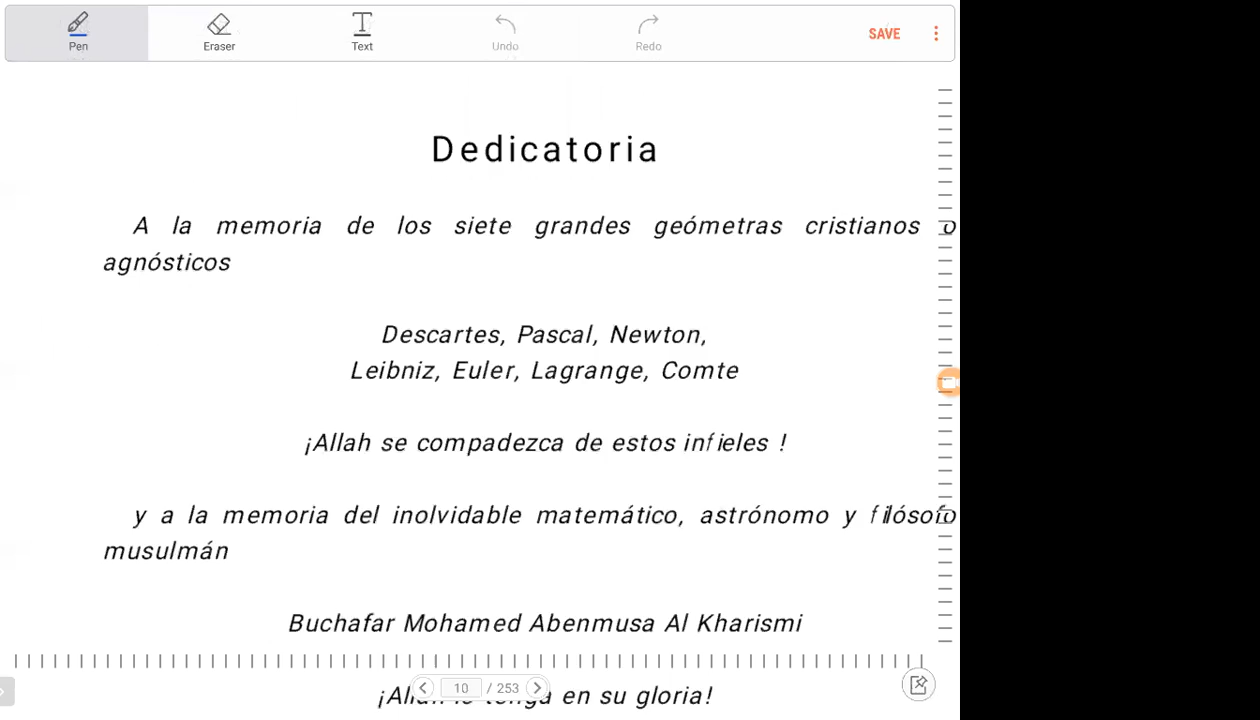 Pen Eraser Text Undo Redo SAVE
Dedicatoria
A la memoria de los siete grandes geómetras cristianos o
agnósticos
Descartes, Pascal, Newton,
Leibniz, Euler, Lagrange, Comte
¡Allah se compadezca de estos infieles !
y a la memoria del inolvidable matemático, astrónomo y filósofo
musulmán
Buchafar Mohamed Abenmusa Al Kharismi
10 / 253
en su gloria!